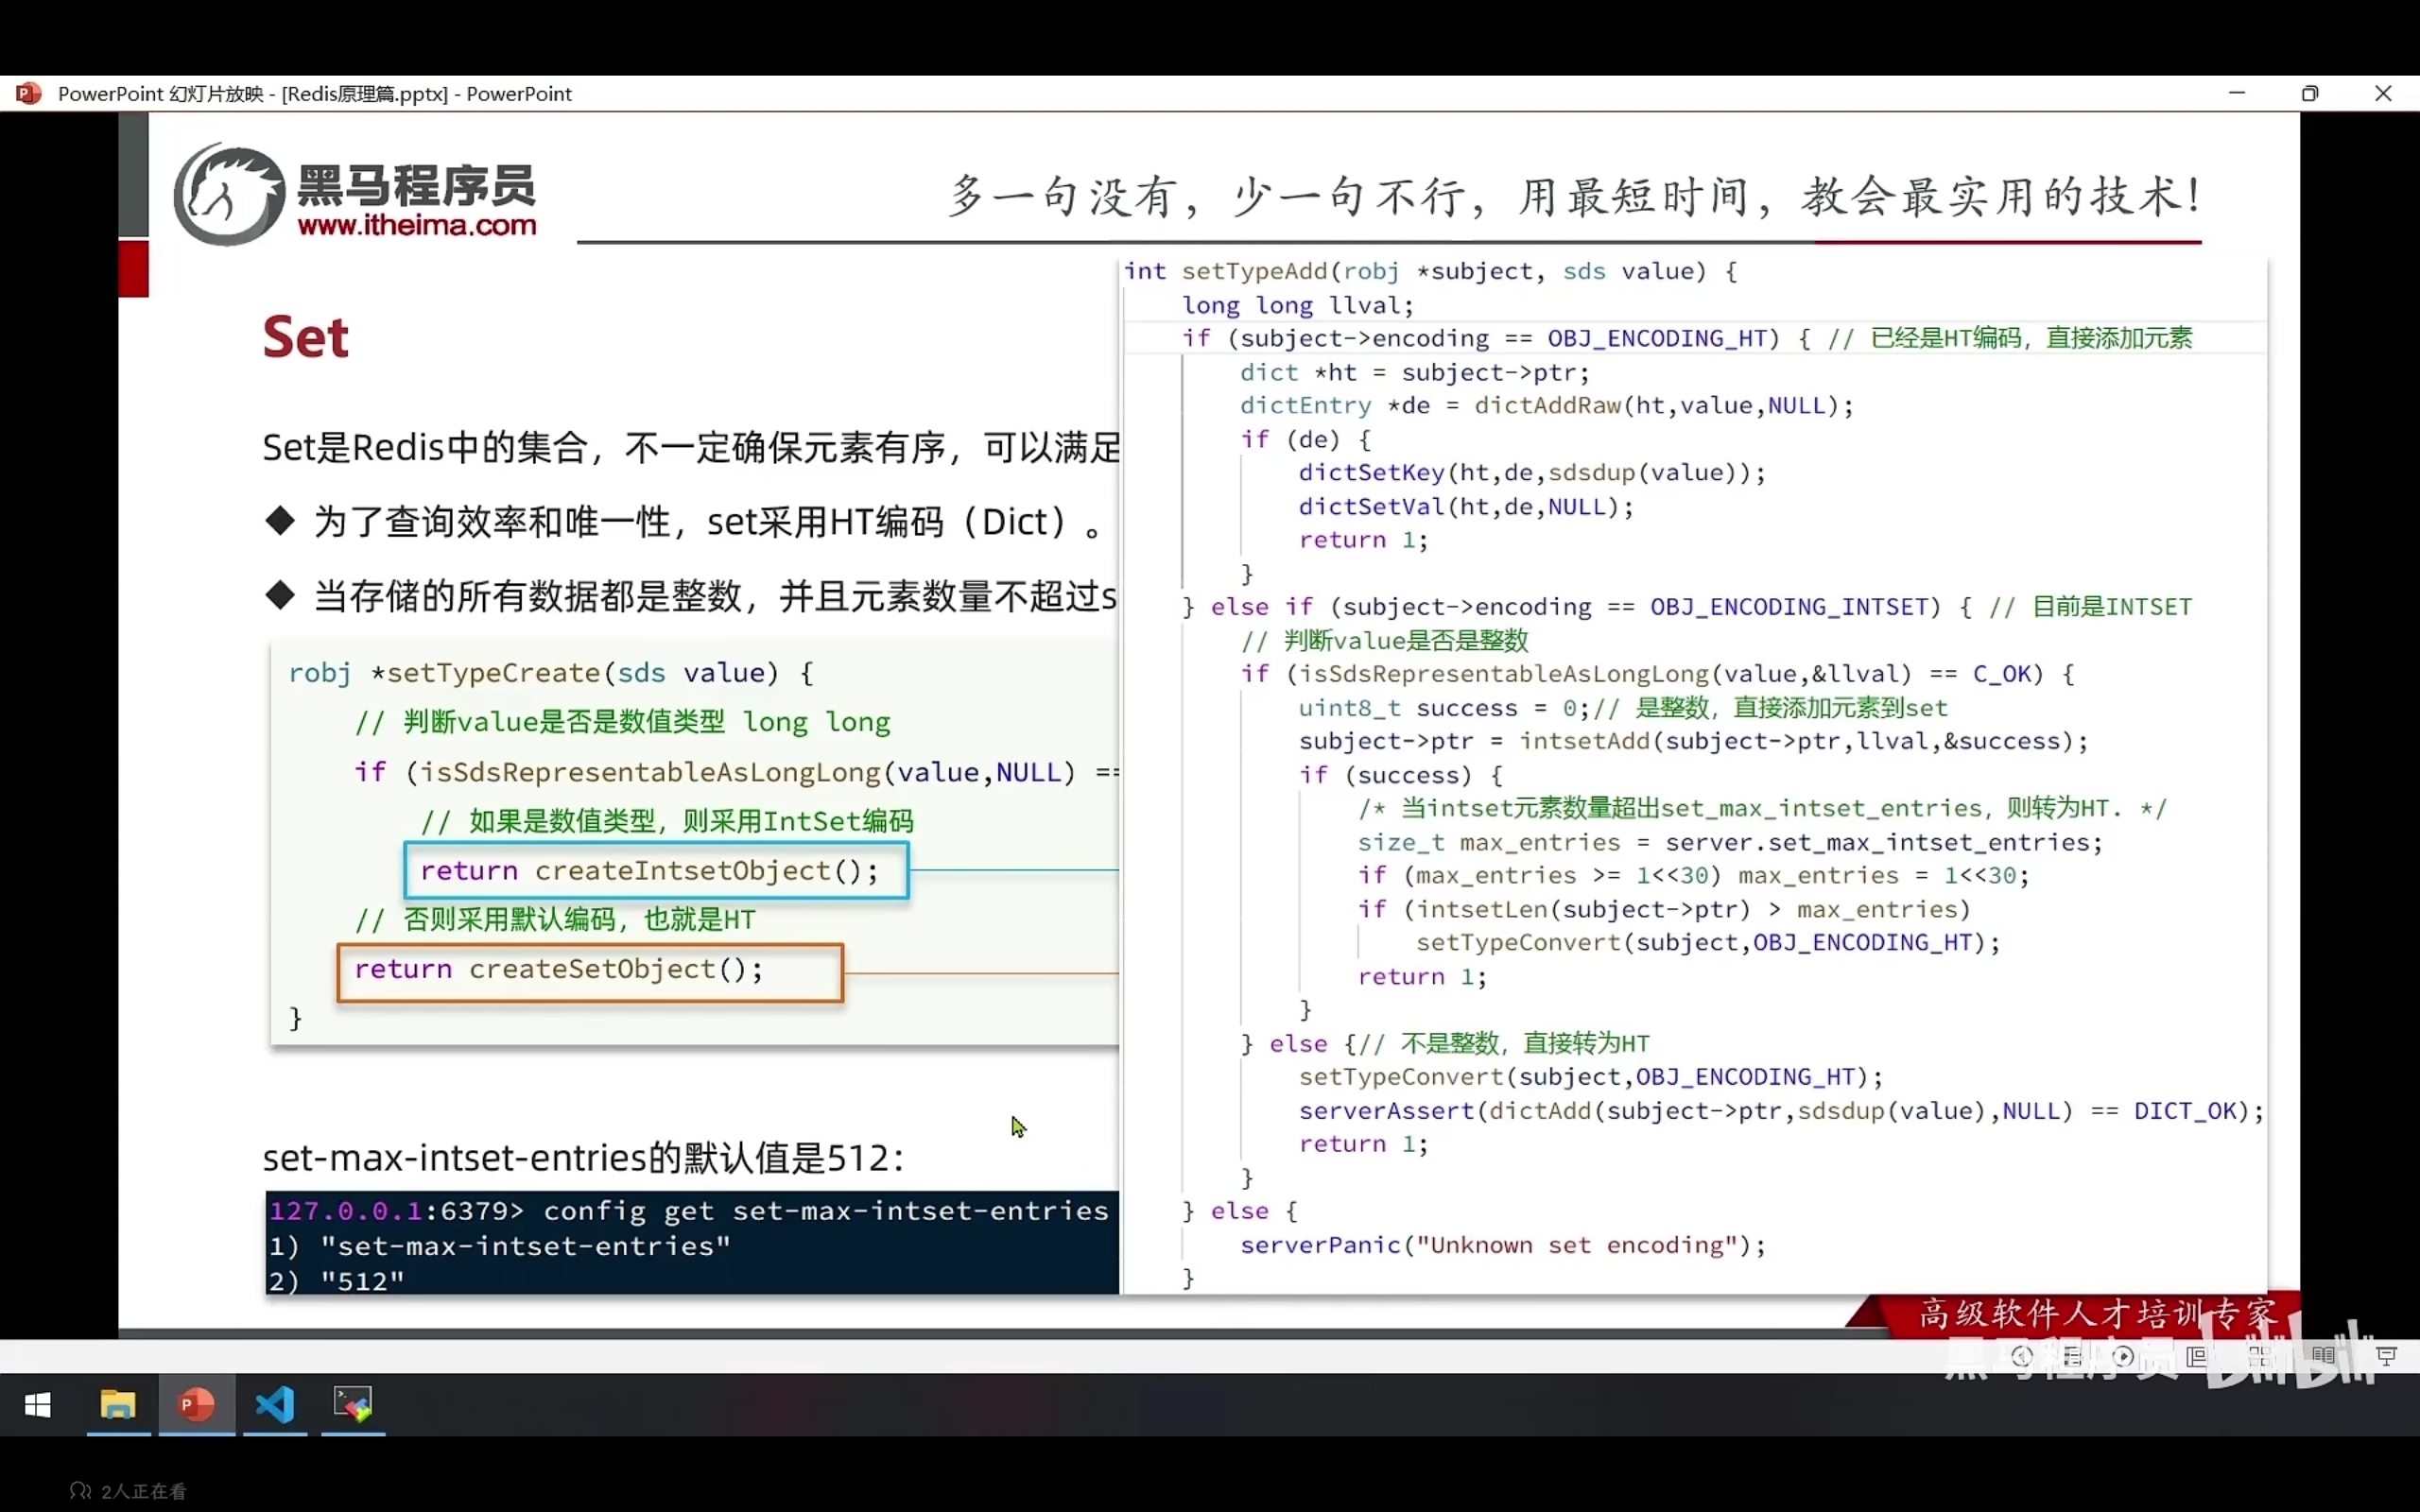 PowerPoint 幻灯片放映 - [Redis原理篇.pptx] - PowerPoint
黑马程序员
www.itheima.com
多一句没有，少一句不行，用最短时间，教会最实用的技术！
Set
Set是Redis中的集合，不一定确保元素有序，可以满足
◆ 为了查询效率和唯一性，set采用HT编码（Dict）。
◆ 当存储的所有数据都是整数，并且元素数量不超过s
robj *setTypeCreate(sds value) {
// 判断value是否是数值类型 long long
if (isSdsRepresentableAsLongLong(value,NULL) ==
// 如果是数值类型，则采用IntSet编码
return createIntsetObject();
// 否则采用默认编码，也就是HT
return createSetObject();
}
set-max-intset-entries的默认值是512：
127.0.0.1:6379> config get set-max-intset-entries
1) "set-max-intset-entries"
2) "512"
int setTypeAdd(robj *subject, sds value) {
long long llval;
if (subject->encoding == OBJ_ENCODING_HT) { // 已经是HT编码，直接添加元素
dict *ht = subject->ptr;
dictEntry *de = dictAddRaw(ht,value,NULL);
if (de) {
dictSetKey(ht,de,sdsdup(value));
dictSetVal(ht,de,NULL);
return 1;
}
} else if (subject->encoding == OBJ_ENCODING_INTSET) { // 目前是INTSET
// 判断value是否是整数
if (isSdsRepresentableAsLongLong(value,&llval) == C_OK) {
uint8_t success = 0;// 是整数，直接添加元素到set
subject->ptr = intsetAdd(subject->ptr,llval,&success);
if (success) {
/* 当intset元素数量超出set_max_intset_entries，则转为HT. */
size_t max_entries = server.set_max_intset_entries;
if (max_entries >= 1<<30) max_entries = 1<<30;
if (intsetLen(subject->ptr) > max_entries)
setTypeConvert(subject,OBJ_ENCODING_HT);
return 1;
}
} else {// 不是整数，直接转为HT
setTypeConvert(subject,OBJ_ENCODING_HT);
serverAssert(dictAdd(subject->ptr,sdsdup(value),NULL) == DICT_OK);
return 1;
}
} else {
serverPanic("Unknown set encoding");
}
高级软件人才培训专家
黑马程序员 bilibili
2人正在看